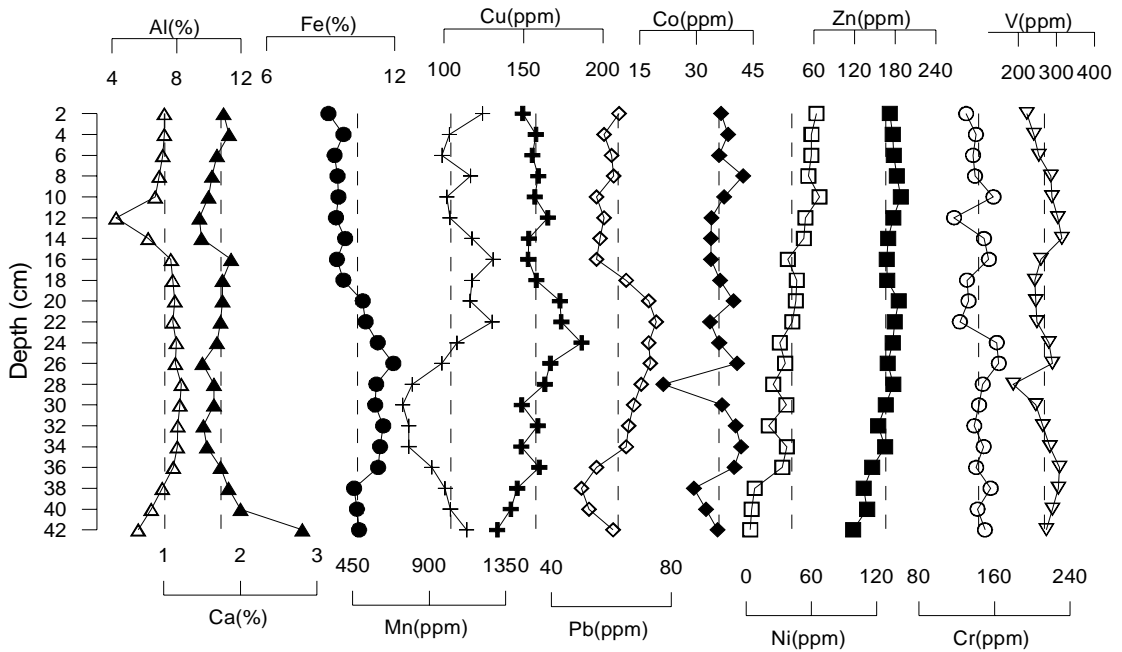 Al(%)
Fe(%)
Cu(ppm)
Co(ppm)
Zn(ppm)
V(ppm)
4 8 12
6 12
100 150 200
15 30 45
60 120 180 240
200 300 400
Depth (cm)
2
4
6
8
10
12
14
16
18
20
22
24
26
28
30
32
34
36
38
40
42
1 2 3
450 900 1350
40 80
0 60 120
80 160 240
Ca(%)
Mn(ppm)
Pb(ppm)
Ni(ppm)
Cr(ppm)